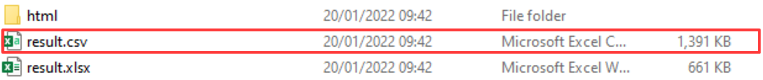 html 20/01/2022 09:42 File folder
result.csv 20/01/2022 09:42 Microsoft Excel C... 1,391 KB
result.xlsx 20/01/2022 09:42 Microsoft Excel W... 661 KB